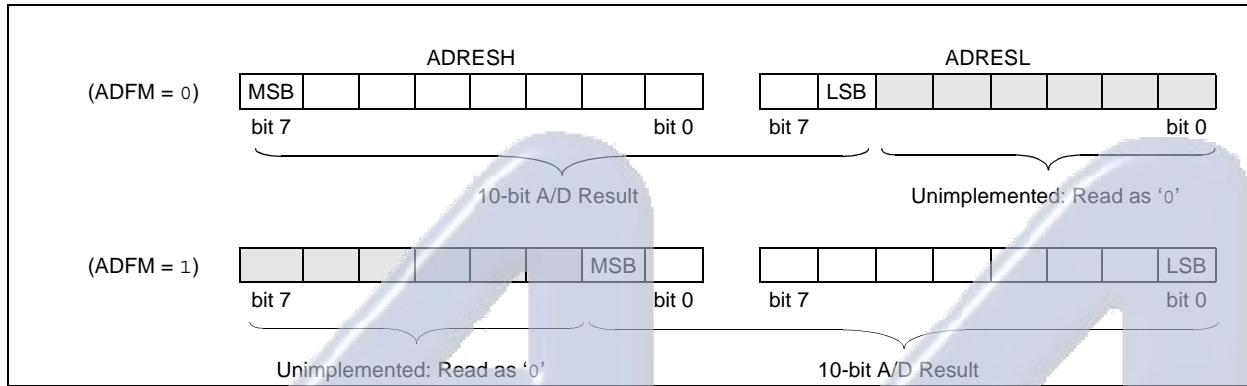 ADRESH ADRESL
(ADFM = 0) MSB LSB
bit 7 bit 0 bit 7 bit 0
10-bit A/D Result Unimplemented: Read as ‘0’
(ADFM = 1) MSB LSB
bit 7 bit 0 bit 7 bit 0
Unimplemented: Read as ‘0’ 10-bit A/D Result